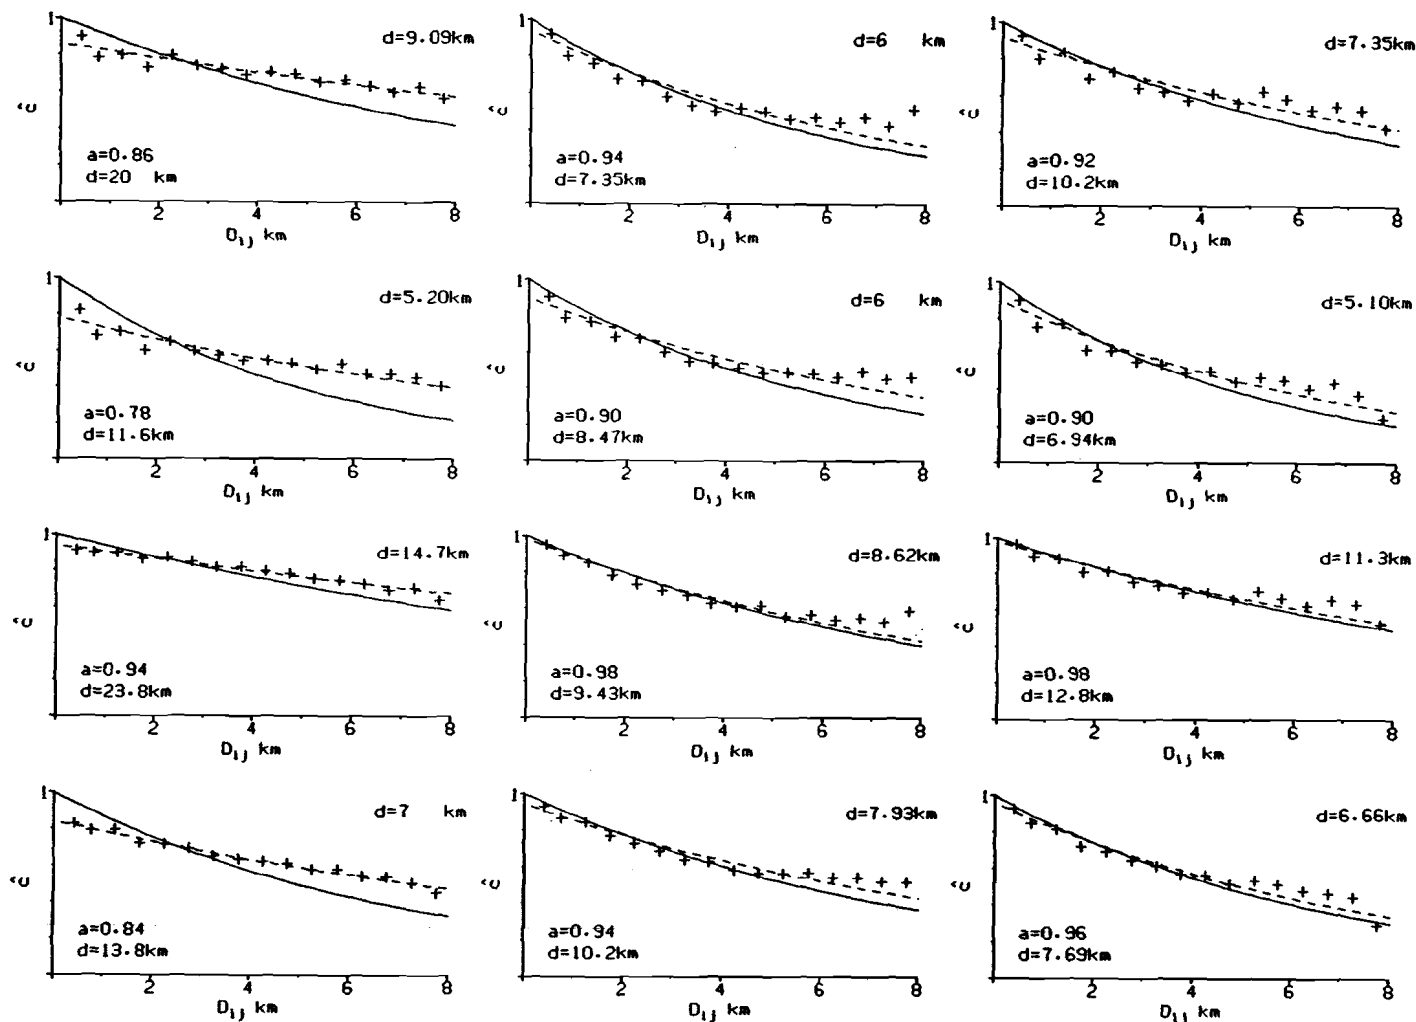 1
d=9.09km
ĉ
a=0.86
d=20 km
2 4 6 8
Dij km
1
d=6 km
ĉ
a=0.94
d=7.35km
2 4 6 8
Dij km
1
d=7.35km
ĉ
a=0.92
d=10.2km
2 4 6 8
Dij km
1
d=5.20km
ĉ
a=0.78
d=11.6km
2 4 6 8
Dij km
1
d=6 km
ĉ
a=0.90
d=8.47km
2 4 6 8
Dij km
1
d=5.10km
ĉ
a=0.90
d=6.94km
2 4 6 8
Dij km
1
d=14.7km
ĉ
a=0.94
d=23.8km
2 4 6 8
Dij km
1
d=8.62km
ĉ
a=0.98
d=9.43km
2 4 6 8
Dij km
1
d=11.3km
ĉ
a=0.98
d=12.8km
2 4 6 8
Dij km
1
d=7 km
ĉ
a=0.84
d=13.8km
2 4 6 8
Dij km
1
d=7.93km
ĉ
a=0.94
d=10.2km
2 4 6 8
Dij km
1
d=6.66km
ĉ
a=0.96
d=7.69km
2 4 6 8
Dij km